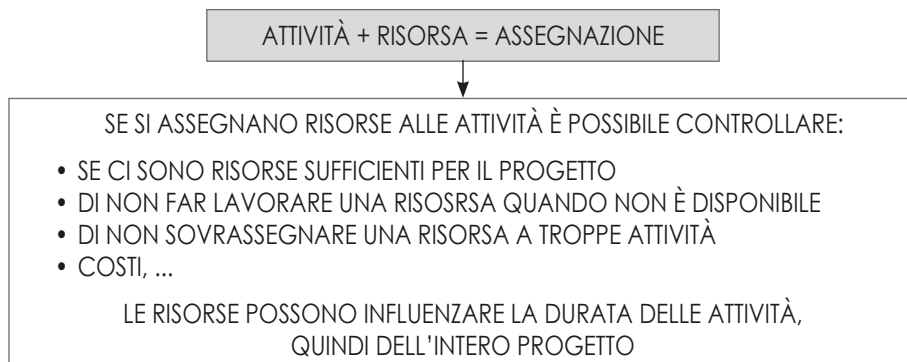 ATTIVITÀ + RISORSA = ASSEGNAZIONE
SE SI ASSEGNANO RISORSE ALLE ATTIVITÀ È POSSIBILE CONTROLLARE:
• SE CI SONO RISORSE SUFFICIENTI PER IL PROGETTO
• DI NON FAR LAVORARE UNA RISOSRSA QUANDO NON È DISPONIBILE
• DI NON SOVRASSEGNARE UNA RISORSA A TROPPE ATTIVITÀ
• COSTI, ...
LE RISORSE POSSONO INFLUENZARE LA DURATA DELLE ATTIVITÀ,
QUINDI DELL'INTERO PROGETTO